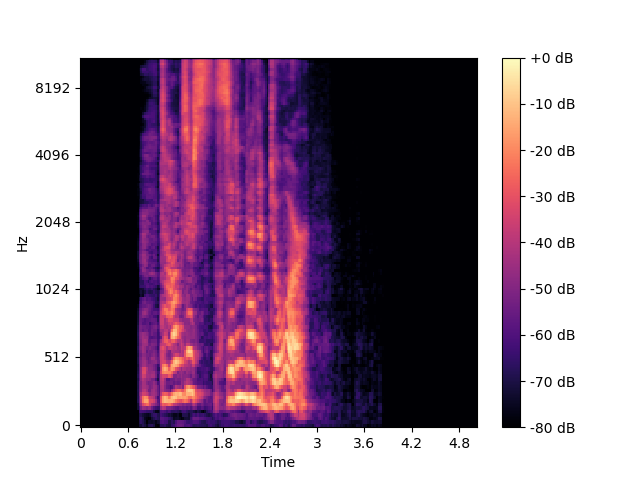 +0 dB
8192
-10 dB
4096
-20 dB
-30 dB
2048
Hz
-40 dB
1024
-50 dB
512
-60 dB
-70 dB
0
-80 dB
0 0.6 1.2 1.8 2.4 3 3.6 4.2 4.8
Time